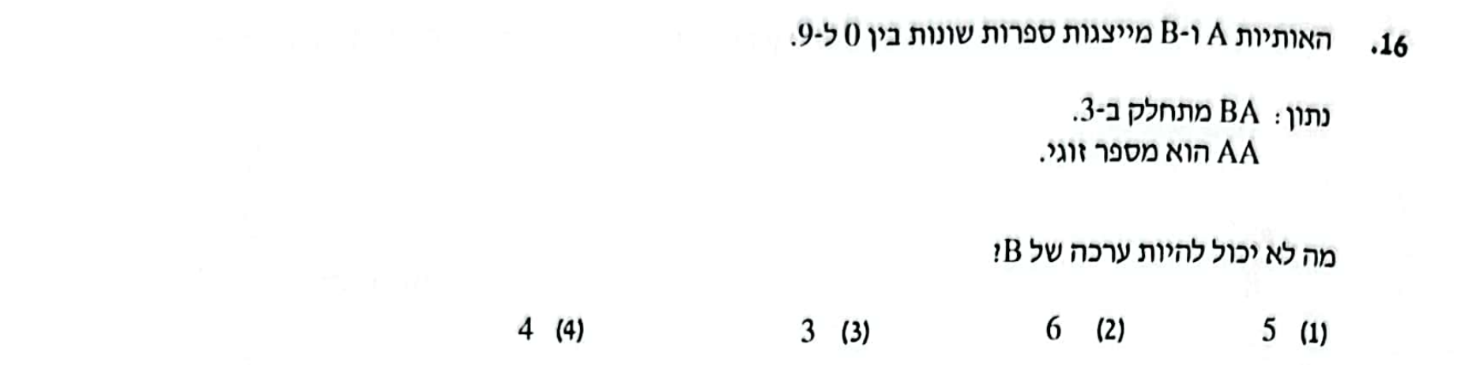 16. האותיות A ו-B מייצגות ספרות שונות בין 0 ל-9.
נתון: BA מתחלק ב-3.
AA הוא מספר זוגי.
מה לא יכול להיות ערכה של B?
(1) 5 (2) 6 (3) 3 (4) 4